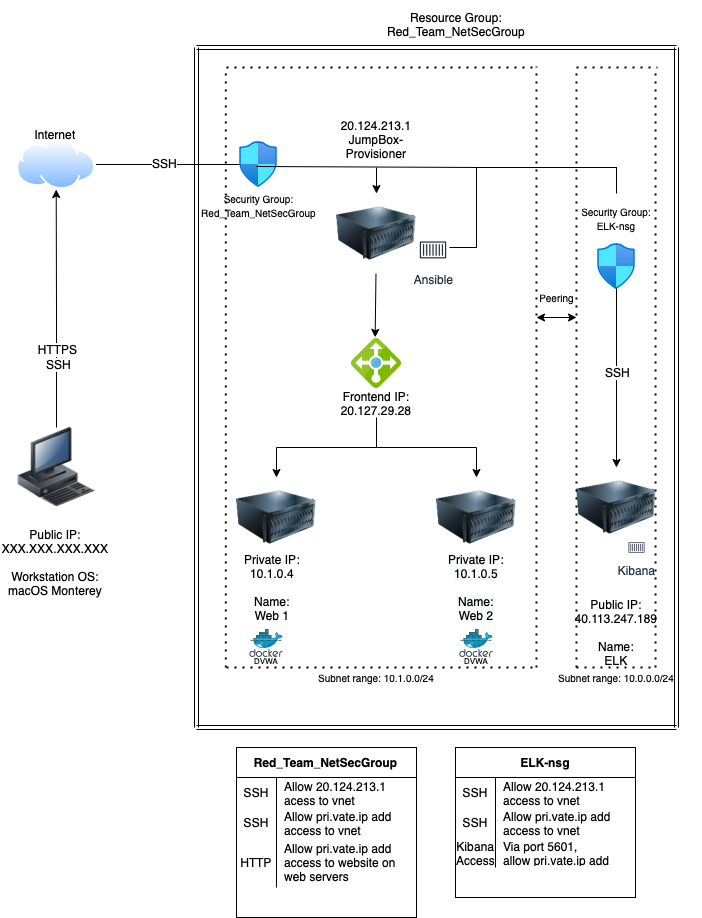 Resource Group:
Red_Team_NetSecGroup
Internet
20.124.213.1
JumpBox-
Provisioner
SSH
Security Group:
Red_Team_NetSecGroup
Security Group:
ELK-nsg
Ansible
Peering
HTTPS
SSH
SSH
Frontend IP:
20.127.29.28
Public IP:
XXX.XXX.XXX.XXX
Workstation OS:
macOS Monterey
Private IP:
10.1.0.4
Name:
Web 1
docker
DVWA
Private IP:
10.1.0.5
Name:
Web 2
docker
DVWA
Kibana
Public IP:
40.113.247.189
Name:
ELK
Subnet range: 10.1.0.0/24
Subnet range: 10.0.0.0/24
Red_Team_NetSecGroup
SSH
Allow 20.124.213.1
acess to vnet
SSH
Allow pri.vate.ip add
access to vnet
HTTP
Allow pri.vate.ip add
access to website on
web servers
ELK-nsg
SSH
Allow 20.124.213.1
access to vnet
SSH
Allow pri.vate.ip add
access to vnet
Kibana
Access
Via port 5601,
allow pri.vate.ip add